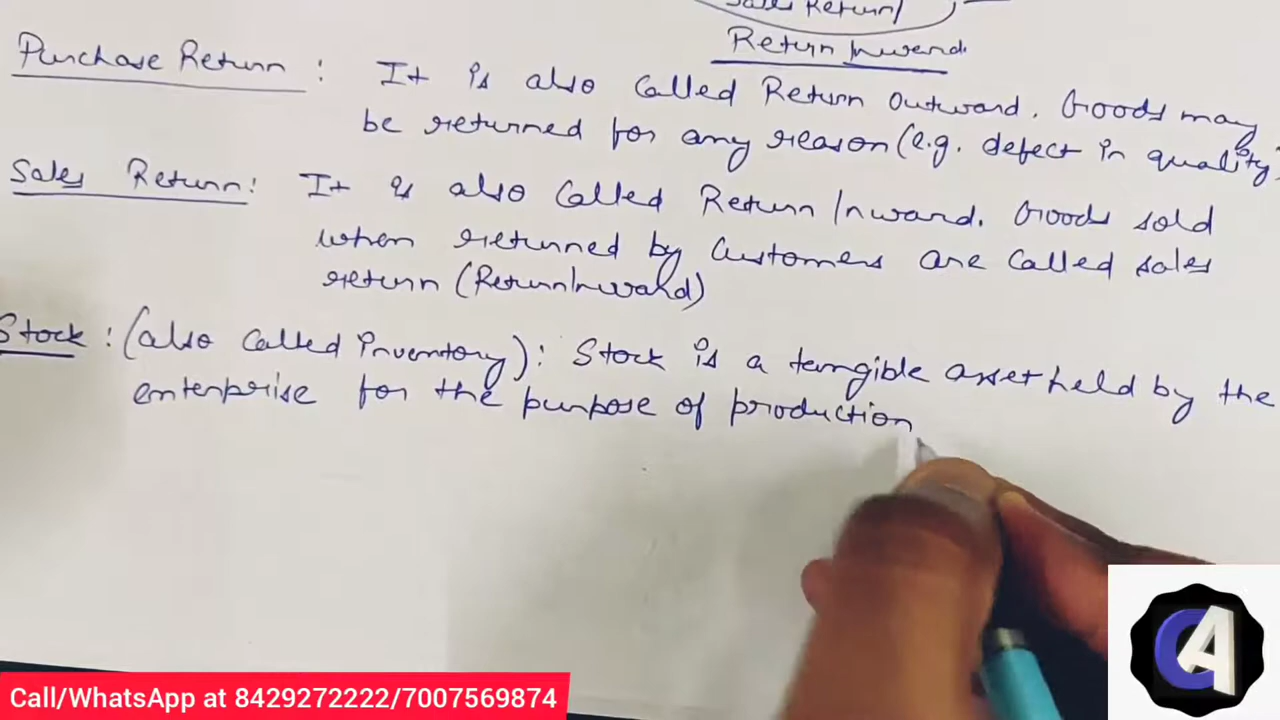 Sales Return/
Return Inward.
Purchase Return : It is also called Return Outward. Goods may
be returned for any reason (e.g. defect in quality)
Sales Return: It is also called Return Inward. Goods sold
when returned by customers are called sales
return (Return Inward)
Stock : (also called inventory) : Stock is a tangible asset held by the
enterprise for the purpose of production
Call/WhatsApp at 8429272222/7007569874
CA